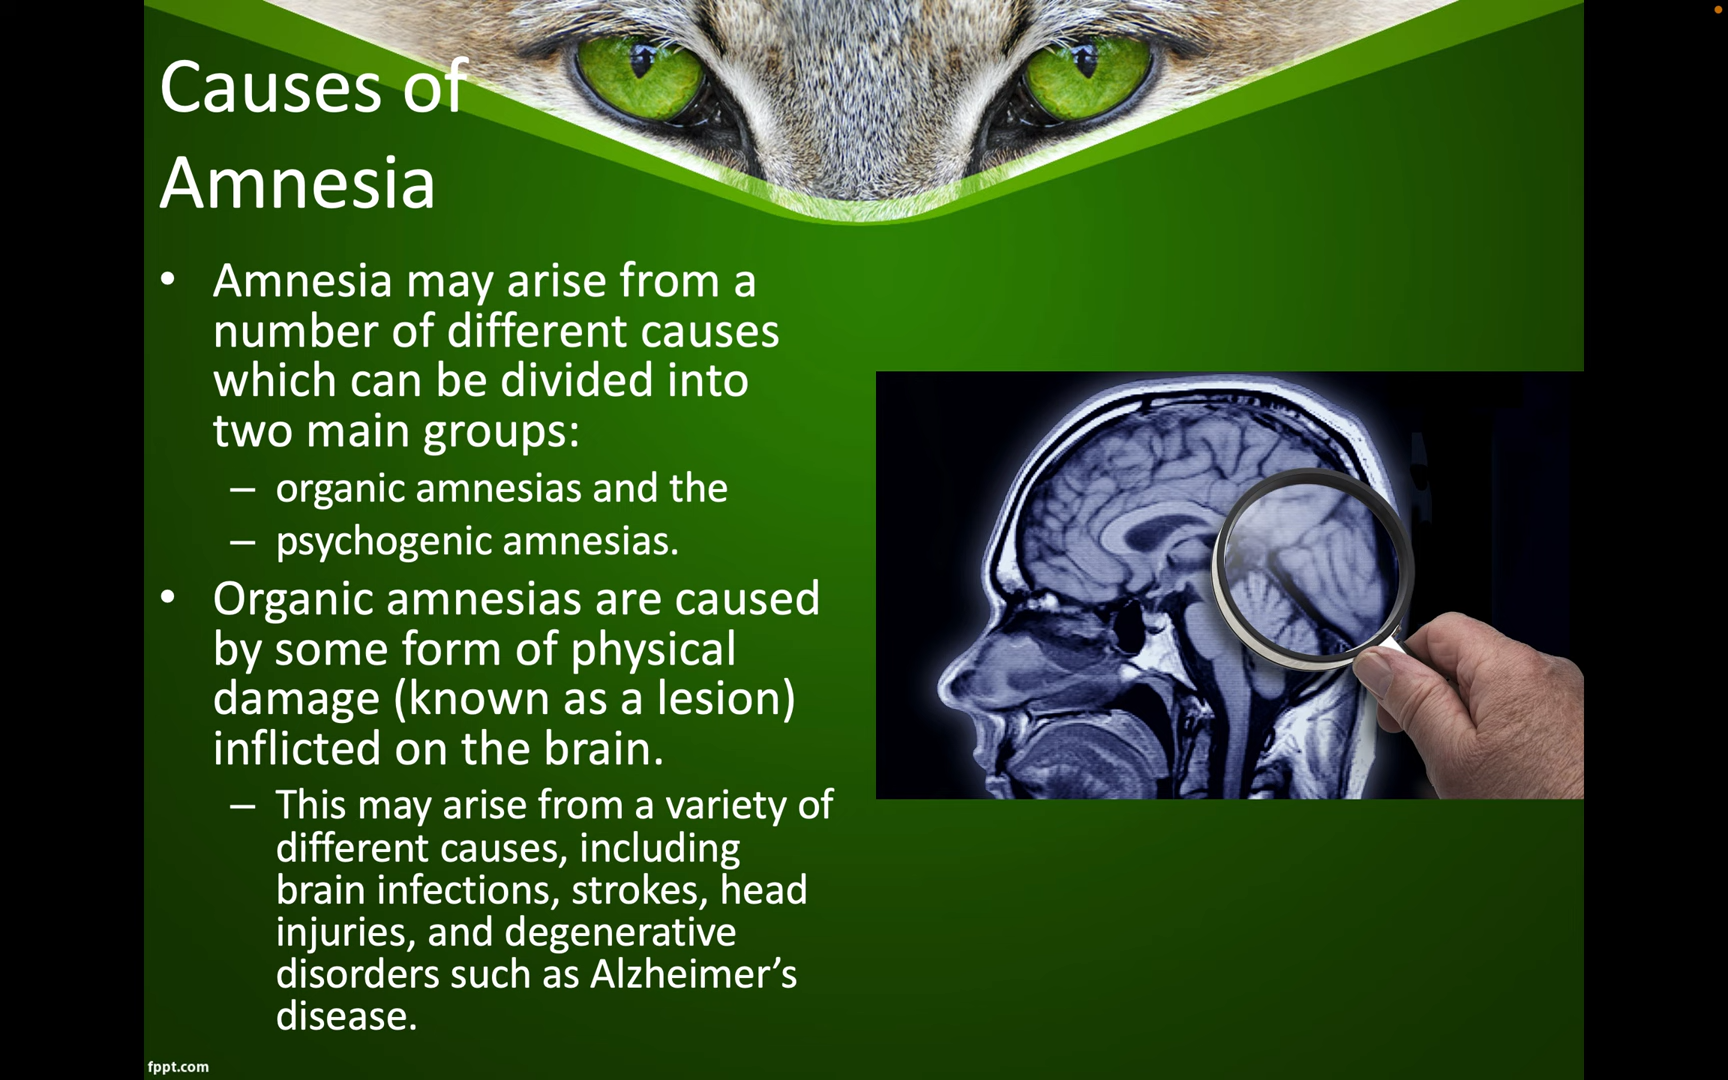 Causes of
Amnesia
• Amnesia may arise from a
number of different causes
which can be divided into
two main groups:
– organic amnesias and the
– psychogenic amnesias.
• Organic amnesias are caused
by some form of physical
damage (known as a lesion)
inflicted on the brain.
– This may arise from a variety of
different causes, including
brain infections, strokes, head
injuries, and degenerative
disorders such as Alzheimer’s
disease.
fppt.com